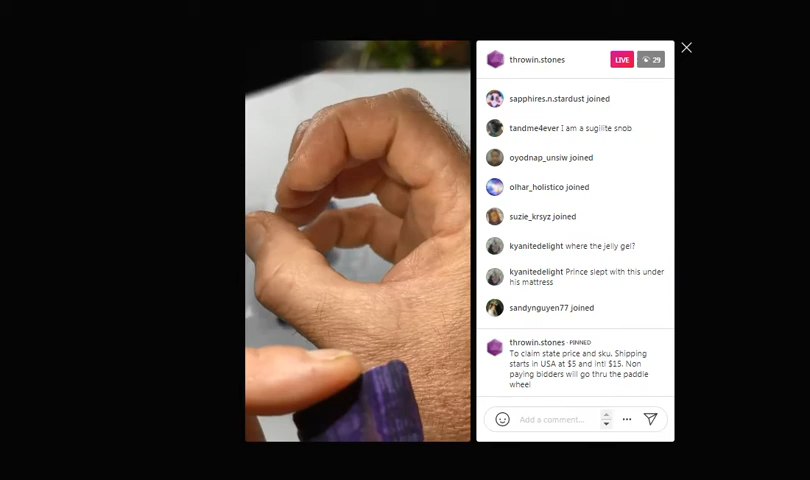 throwin.stones
LIVE
29
sapphires.n.stardust joined
tandme4ever I am a sugilite snob
oyodnap_unsiw joined
olhar_holistico joined
suzie_krsyz joined
kyanitedelight where the jelly gel?
kyanitedelight Prince slept with this under
his mattress
sandynguyen77 joined
throwin.stones · PINNED
To claim state price and sku. Shipping
starts in USA at $5 and intl $15. Non
paying bidders will go thru the paddle
wheel
Add a comment...